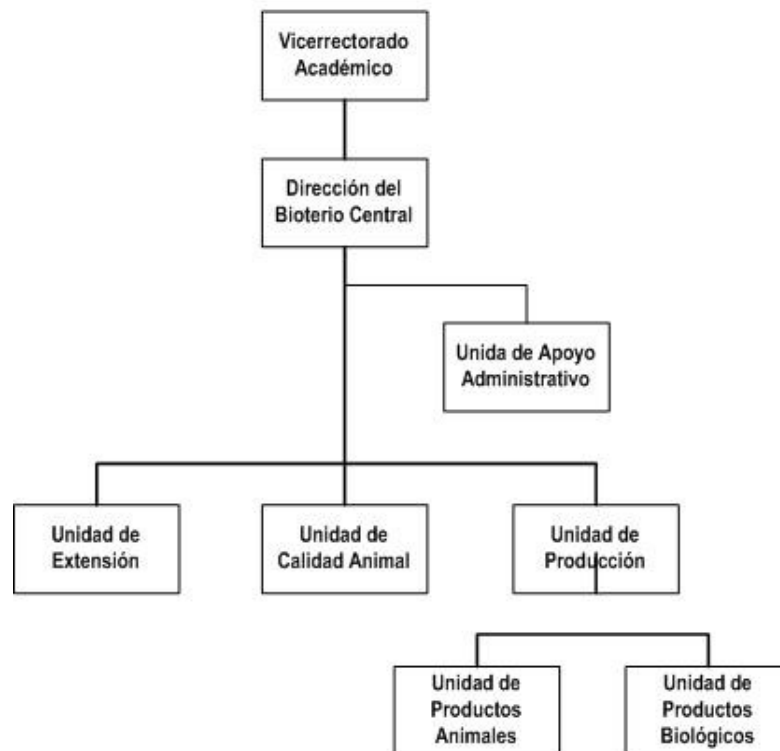 Vicerrectorado
Académico
Dirección del
Bioterio Central
Unida de Apoyo
Administrativo
Unidad de
Extensión
Unidad de
Calidad Animal
Unidad de
Producción
Unidad de
Productos
Animales
Unidad de
Productos
Biológicos